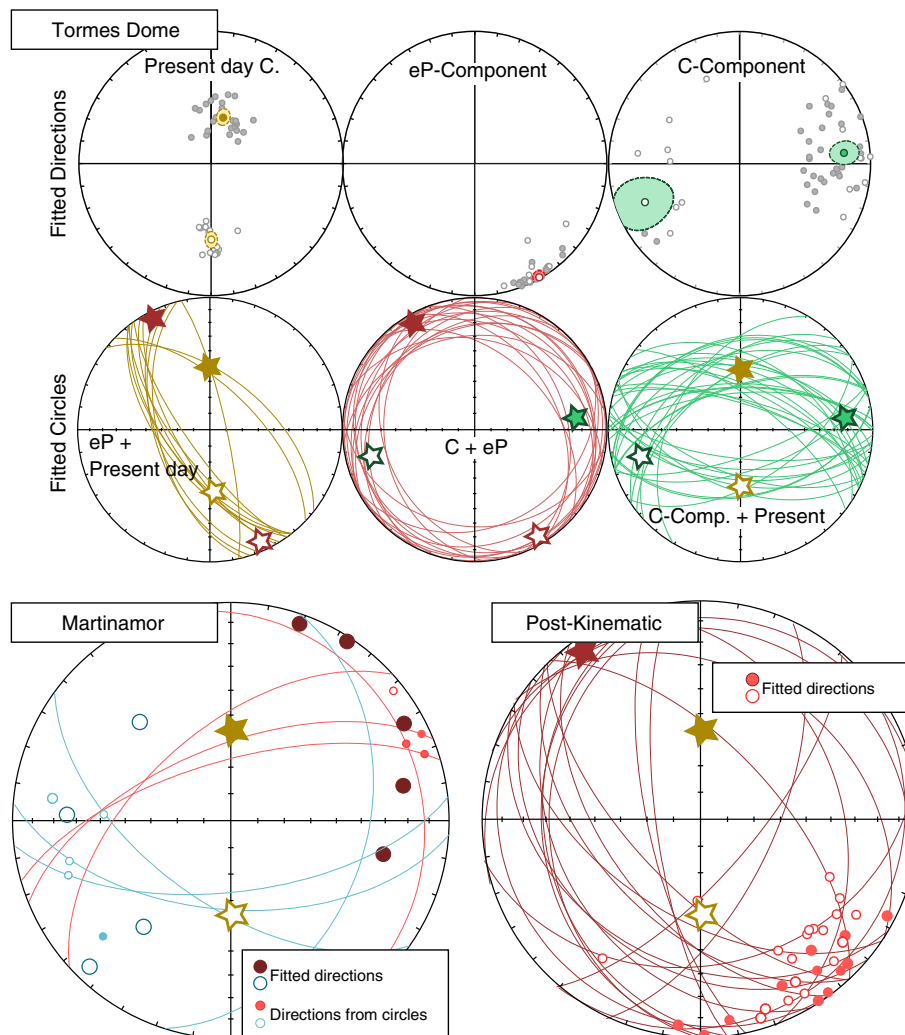 Tormes Dome
Present day C.
eP-Component
C-Component
Fitted Directions
Fitted Circles
eP +
Present day
C + eP
C-Comp. + Present
Martinamor
Fitted directions
Directions from circles
Post-Kinematic
Fitted directions